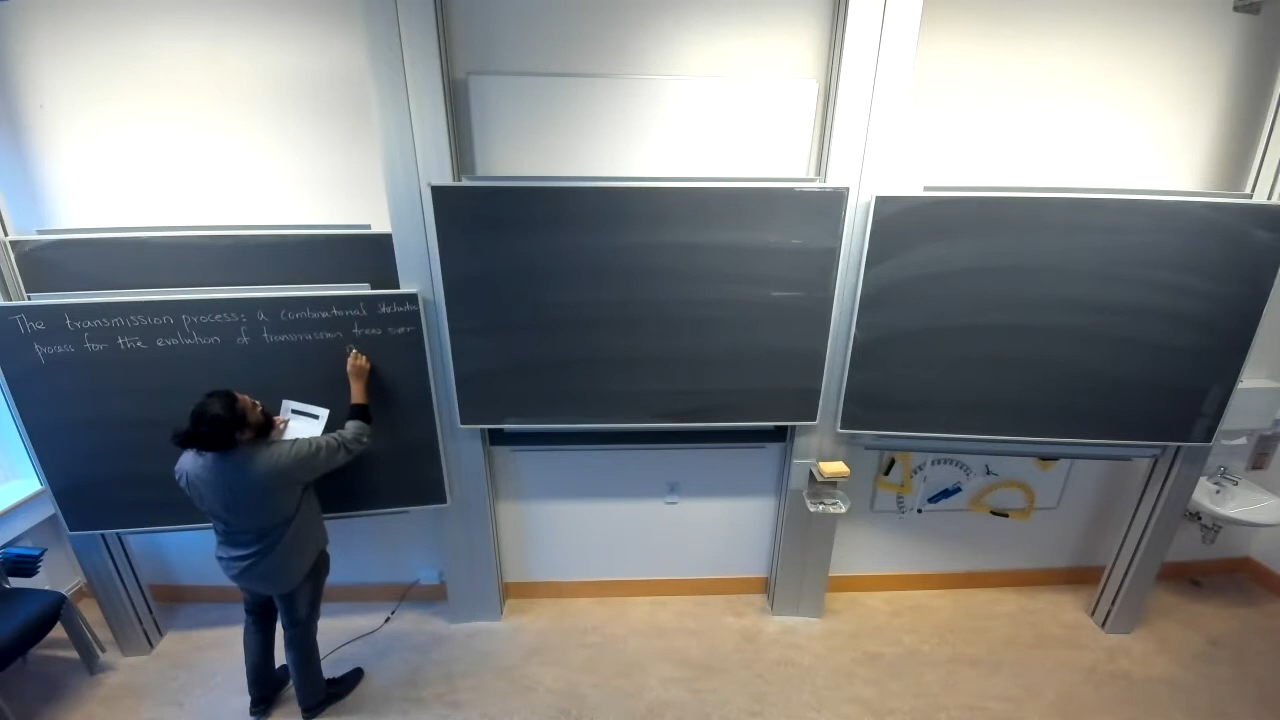 The transmission process: a combinatorial stochastic
process for the evolution of transmission trees over